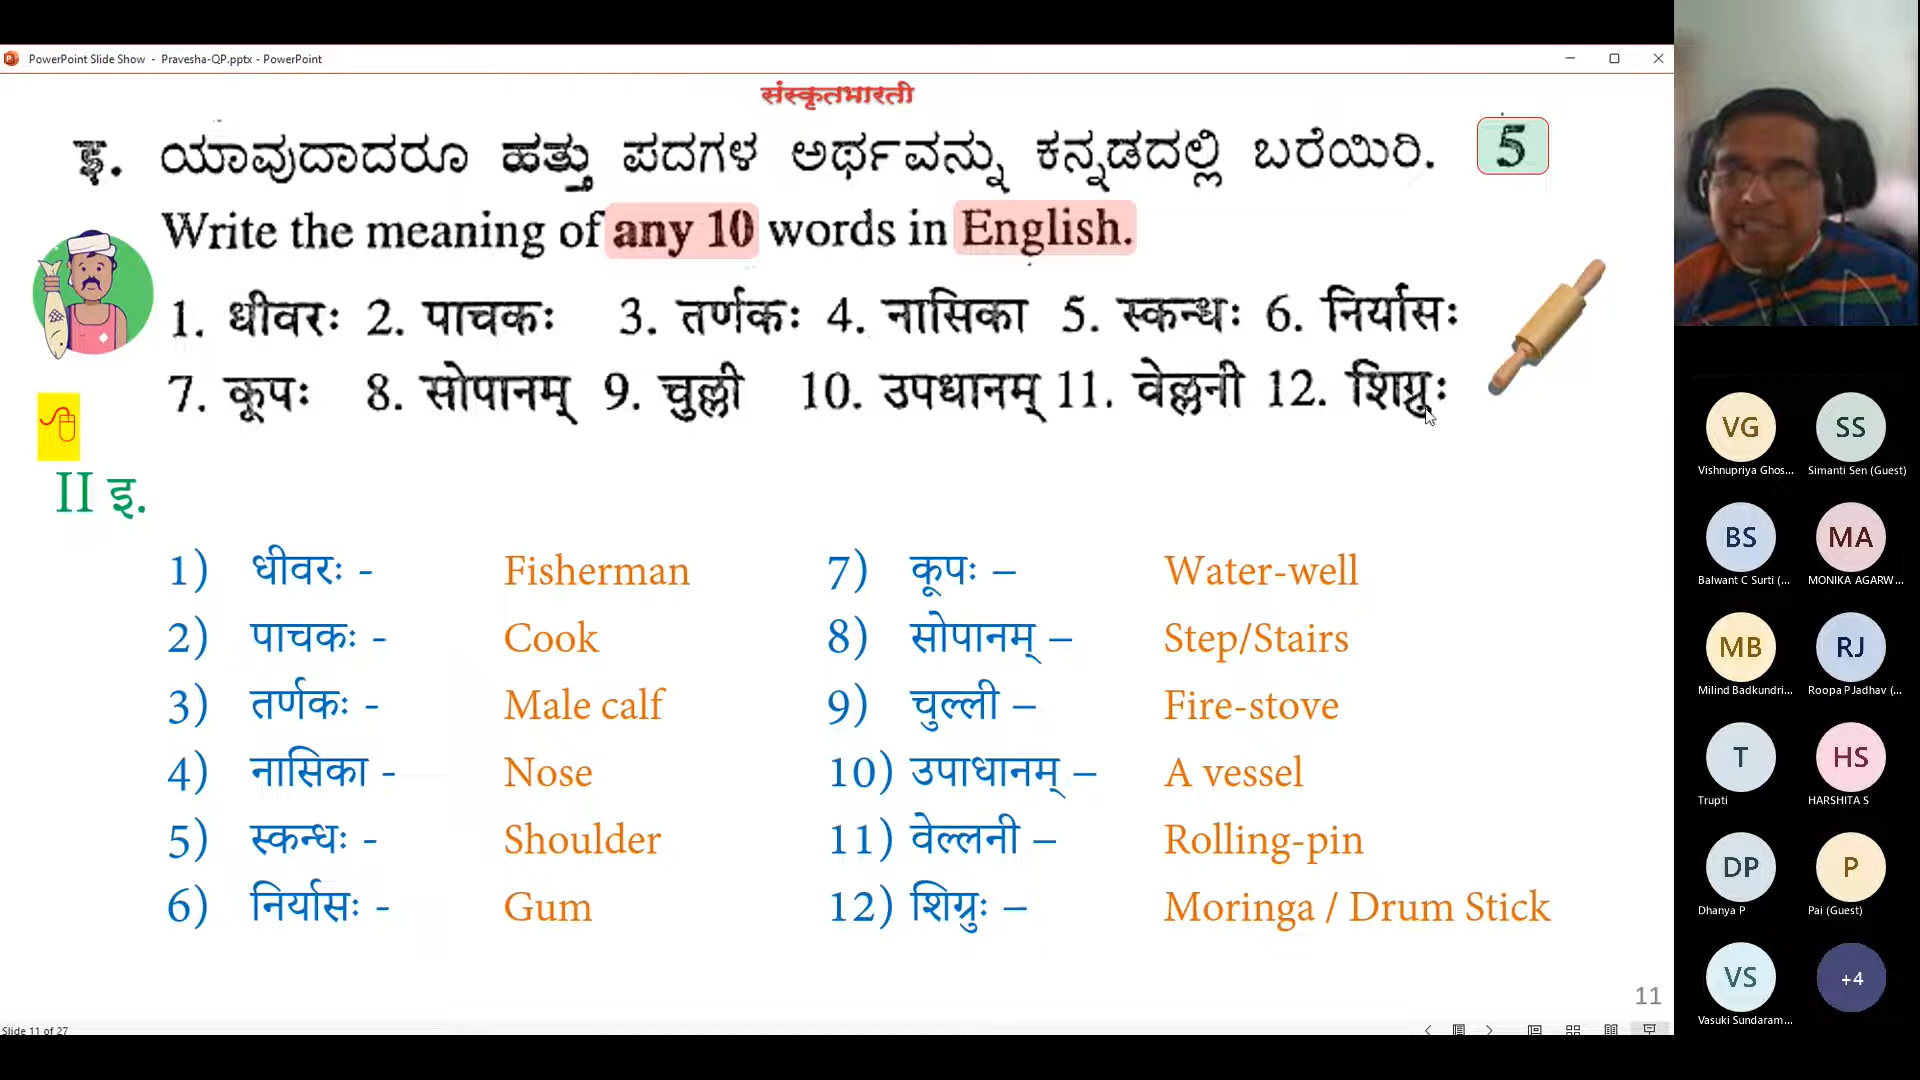 PowerPoint Slide Show - Pravesha-QP.pptx - PowerPoint
संस्कृतभारती
इ. ಯಾವುದಾದರೂ ಹತ್ತು ಪದಗಳ ಅರ್ಥವನ್ನು ಕನ್ನಡದಲ್ಲಿ ಬರೆಯಿರಿ. 5
Write the meaning of any 10 words in English.
1. धीवरः 2. पाचकः 3. तर्णकः 4. नासिका 5. स्कन्धः 6. निर्यासः
7. कूपः 8. सोपानम् 9. चुल्ली 10. उपधानम् 11. वेल्लनी 12. शिग्रुः
II इ.
1) धीवरः - Fisherman
2) पाचकः - Cook
3) तर्णकः - Male calf
4) नासिका - Nose
5) स्कन्धः - Shoulder
6) निर्यासः - Gum
7) कूपः – Water-well
8) सोपानम् – Step/Stairs
9) चुल्ली – Fire-stove
10) उपाधानम् – A vessel
11) वेल्लनी – Rolling-pin
12) शिग्रुः – Moringa / Drum Stick
11
Slide 11 of 27
VG SS
Vishnupriya Ghos... Simanti Sen (Guest)
BS MA
Balwant C Surti (... MONIKA AGARW...
MB RJ
Milind Badkundri... Roopa P Jadhav (...
T HS
Trupti HARSHITA S
DP P
Dhanya P Pai (Guest)
VS +4
Vasuki Sundaram...